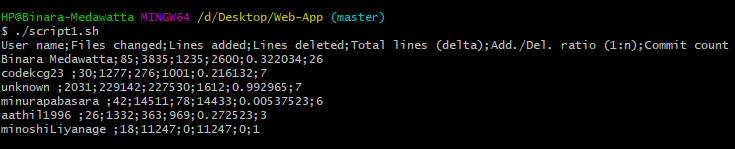 HP@Binara-Medawatta MINGW64 /d/Desktop/Web-App (master)
$ ./script1.sh
User name;Files changed;Lines added;Lines deleted;Total lines (delta);Add./Del. ratio (1:n);Commit count
Binara Medawatta;85;3835;1235;2600;0.322034;26
codekcg23 ;30;1277;276;1001;0.216132;7
unknown ;2031;229142;227530;1612;0.992965;7
minurapabasara ;42;14511;78;14433;0.00537523;6
aathil1996 ;26;1332;363;969;0.272523;3
minoshiLiyanage ;18;11247;0;11247;0;1